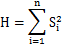 H = ∑_{i=1}^{n} S_i^2